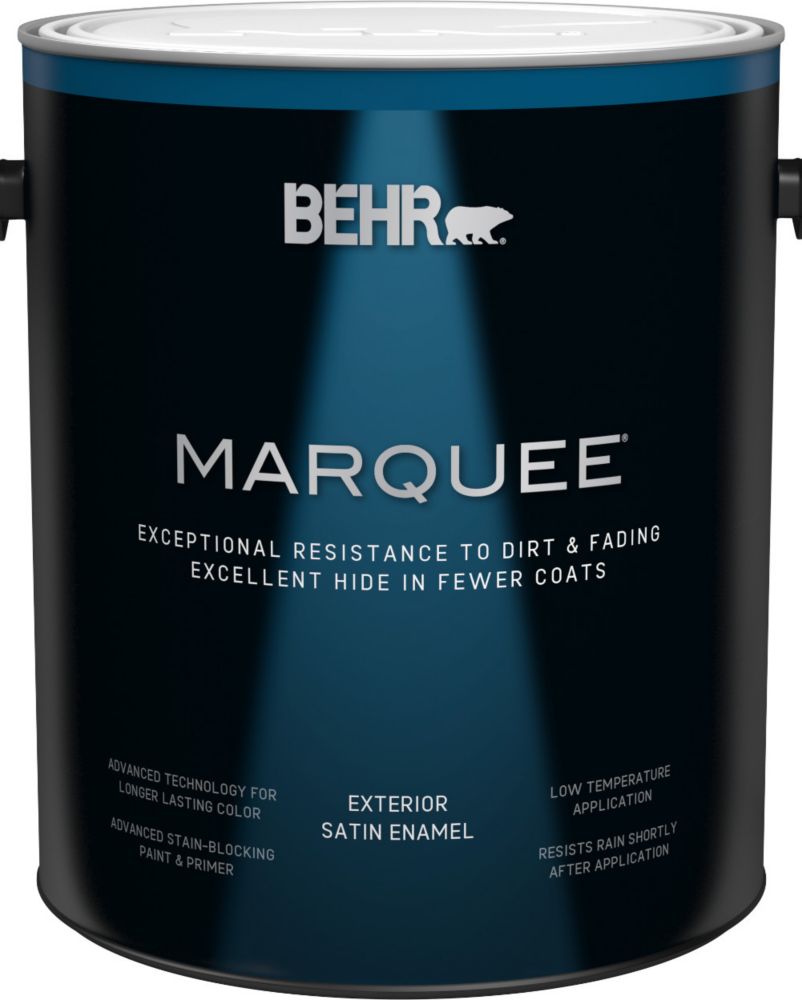 BEHR®
MARQUEE®
EXCEPTIONAL RESISTANCE TO DIRT & FADING
EXCELLENT HIDE IN FEWER COATS
ADVANCED TECHNOLOGY FOR
LONGER LASTING COLOR
ADVANCED STAIN-BLOCKING
PAINT & PRIMER
EXTERIOR
SATIN ENAMEL
LOW TEMPERATURE
APPLICATION
RESISTS RAIN SHORTLY
AFTER APPLICATION